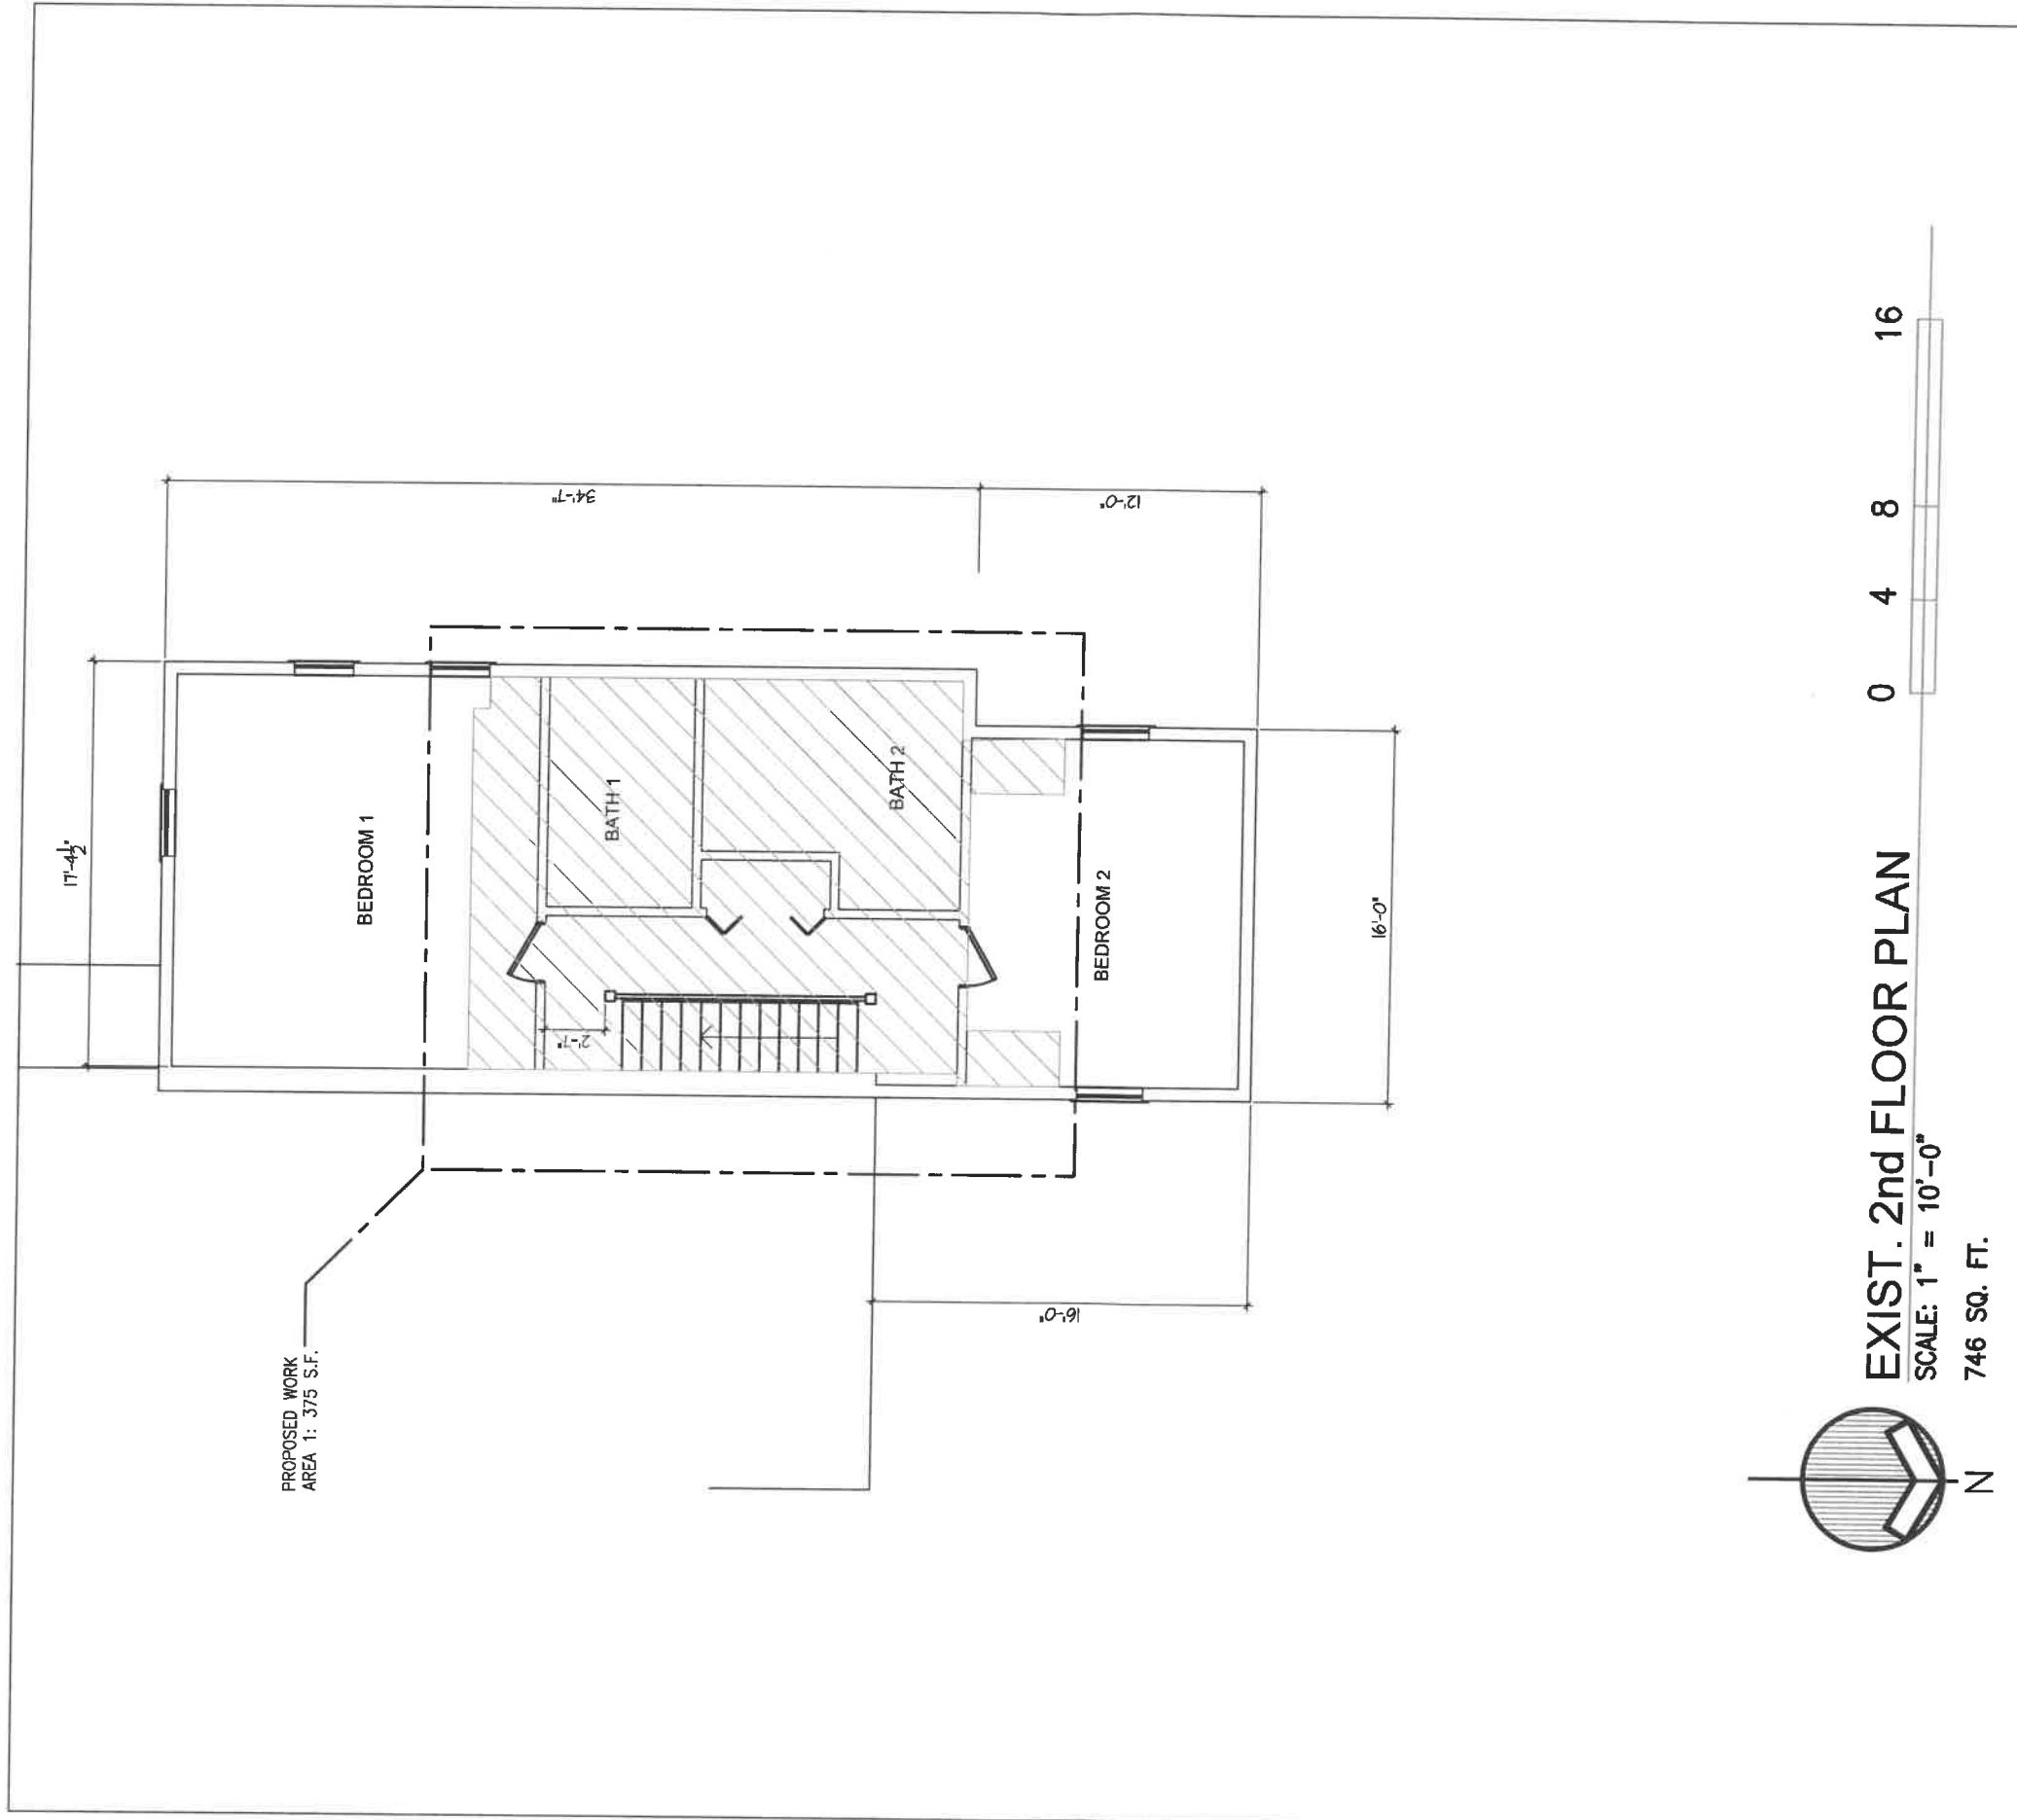 17'-4½"
34'-7"
12'-0"
BEDROOM 1
BATH 1
BATH 2
2'-7"
BEDROOM 2
16'-0"
16'-0"
PROPOSED WORK
AREA 1: 375 S.F.
EXIST. 2nd FLOOR PLAN
SCALE: 1" = 10'-0"
746 SQ. FT.
0 4 8 16
N